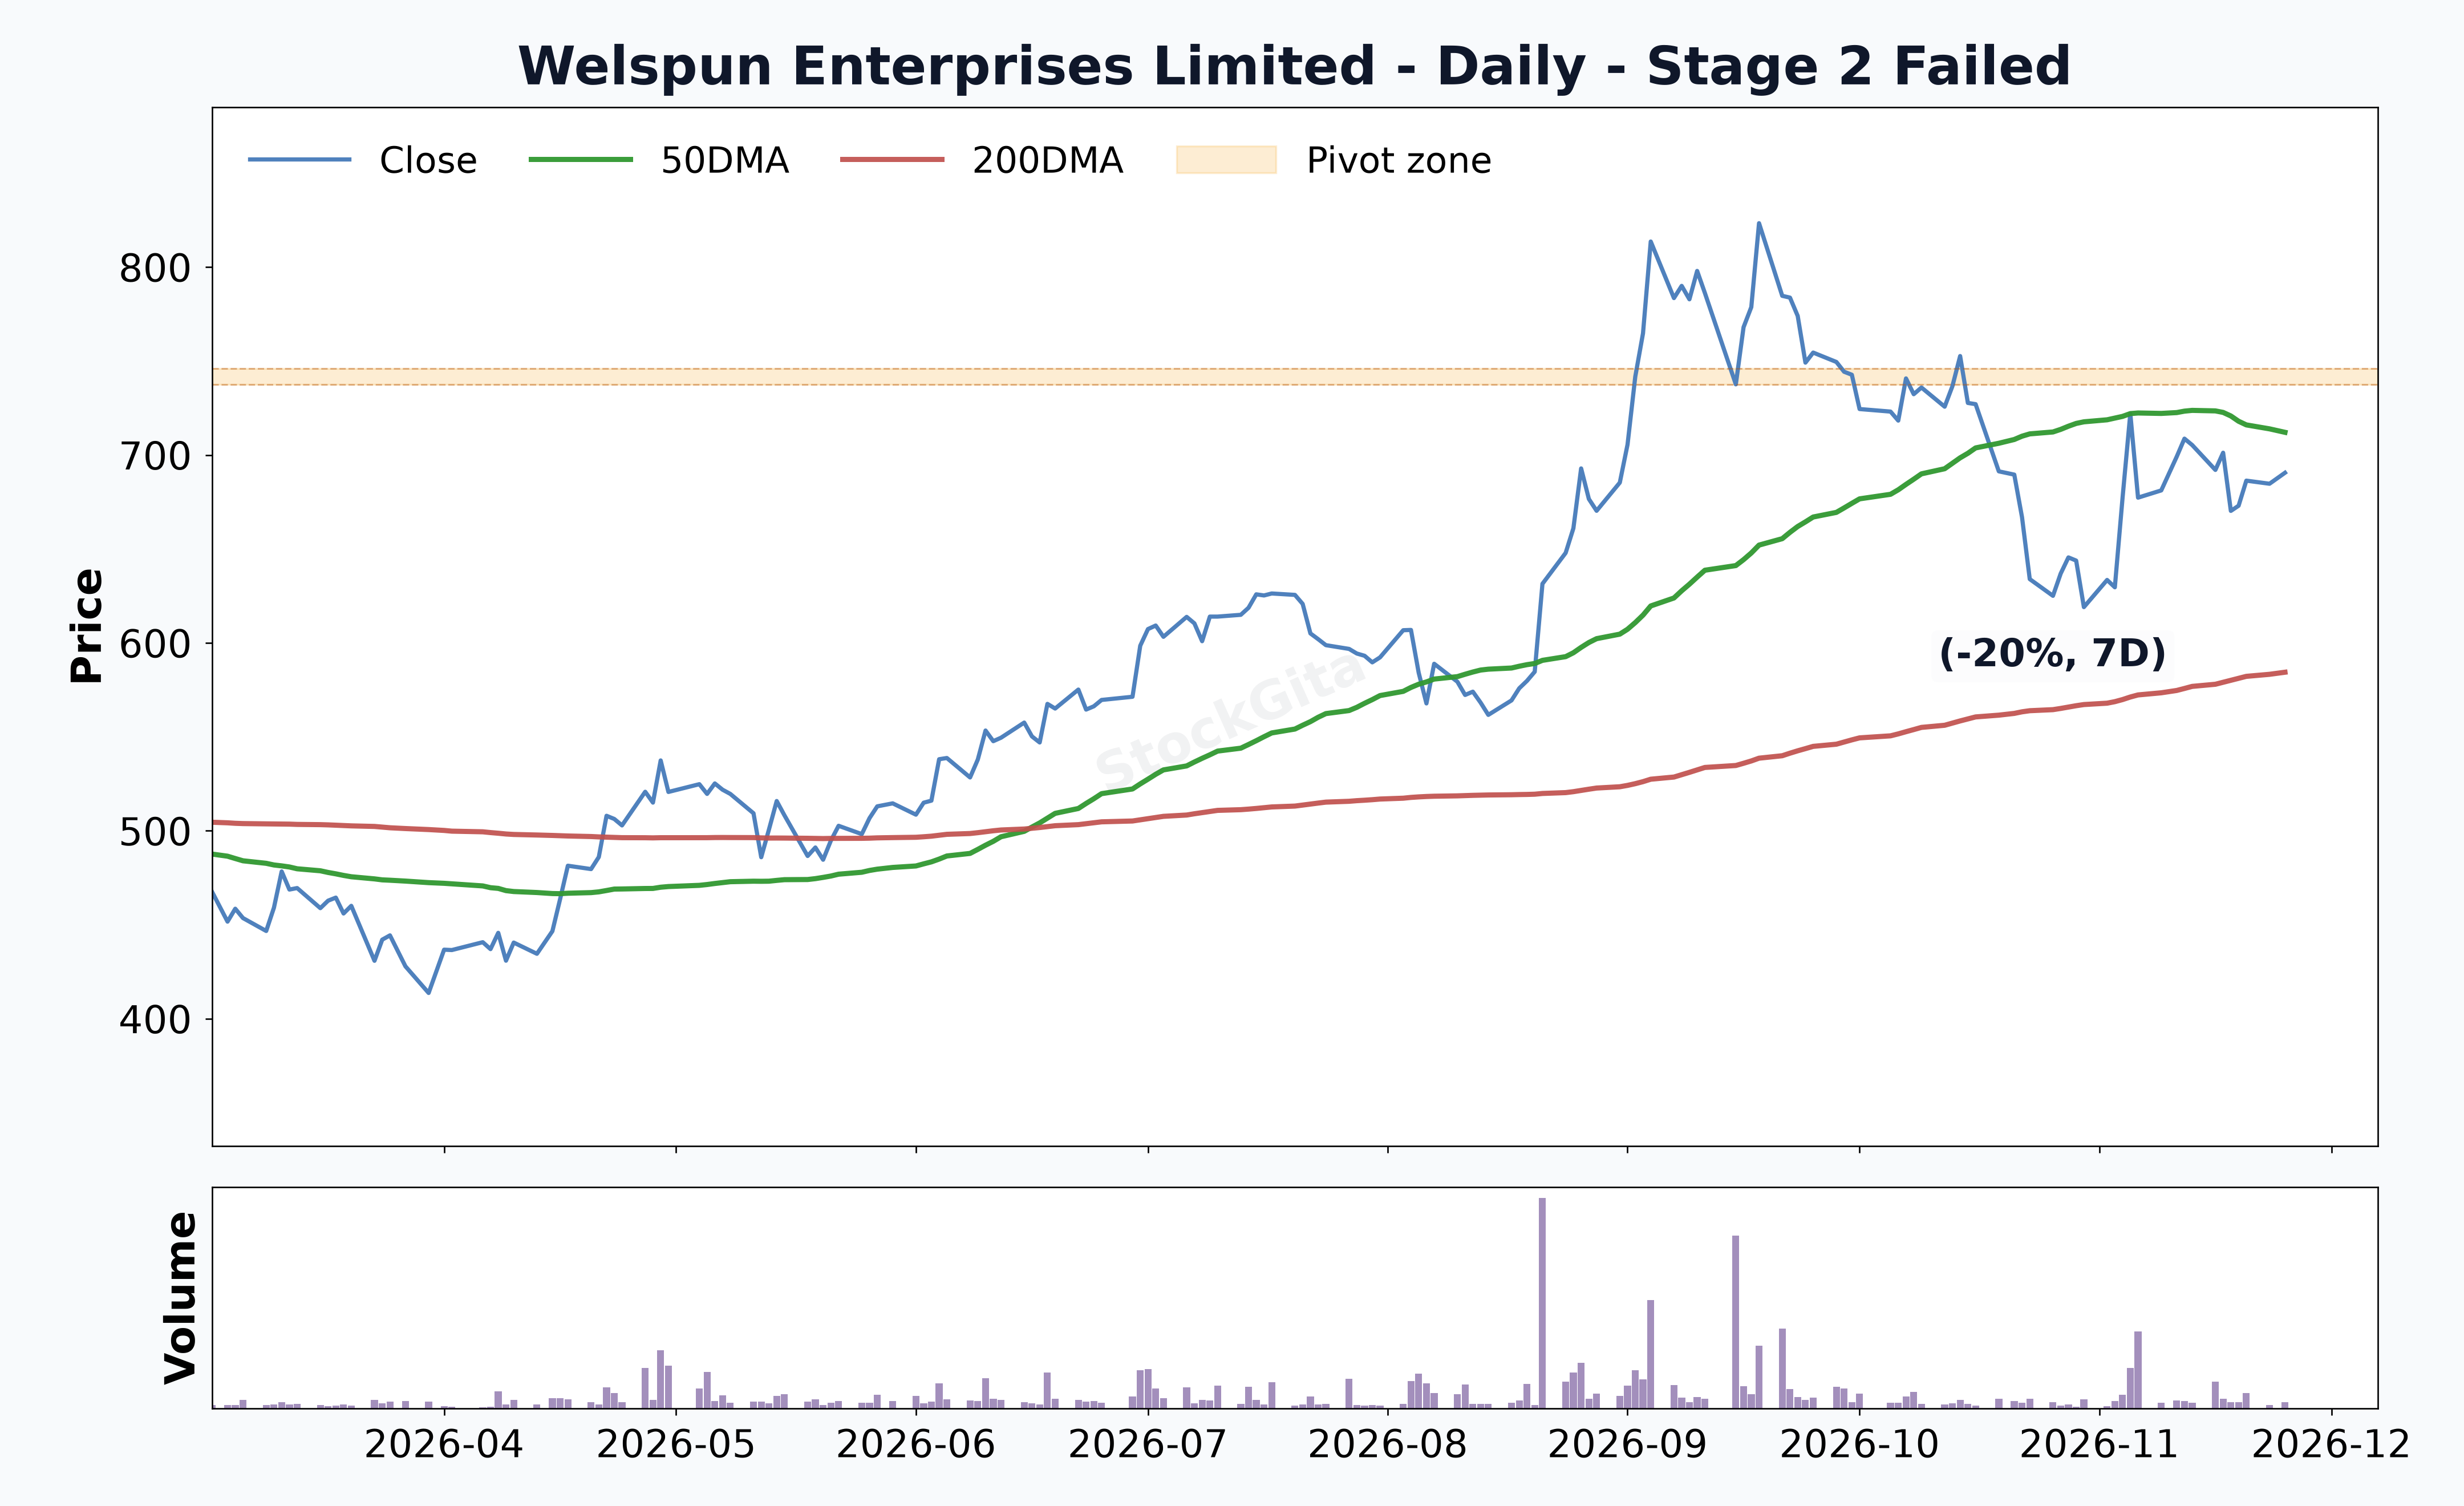 Welspun Enterprises Limited - Daily - Stage 2 Failed
Close 50DMA 200DMA Pivot zone
800
700
600
500
400
Price
StockGita
(-20%, 7D)
Volume
2026-04 2026-05 2026-06 2026-07 2026-08 2026-09 2026-10 2026-11 2026-12